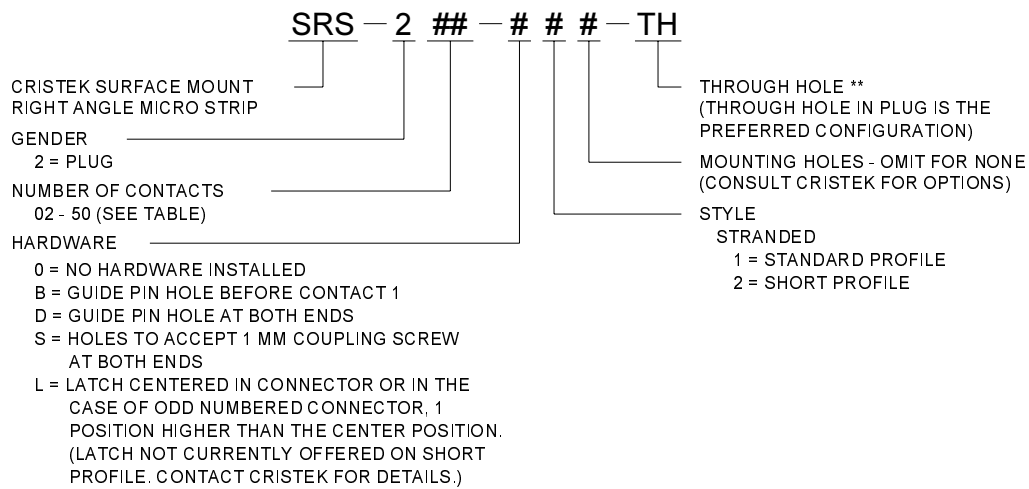 SRS - 2 ## - # # # - TH
CRISTEK SURFACE MOUNT
RIGHT ANGLE MICRO STRIP
GENDER
2 = PLUG
NUMBER OF CONTACTS
02 - 50 (SEE TABLE)
HARDWARE
0 = NO HARDWARE INSTALLED
B = GUIDE PIN HOLE BEFORE CONTACT 1
D = GUIDE PIN HOLE AT BOTH ENDS
S = HOLES TO ACCEPT 1 MM COUPLING SCREW
AT BOTH ENDS
L = LATCH CENTERED IN CONNECTOR OR IN THE
CASE OF ODD NUMBERED CONNECTOR, 1
POSITION HIGHER THAN THE CENTER POSITION.
(LATCH NOT CURRENTLY OFFERED ON SHORT
PROFILE. CONTACT CRISTEK FOR DETAILS.)
THROUGH HOLE **
(THROUGH HOLE IN PLUG IS THE
PREFERRED CONFIGURATION)
MOUNTING HOLES - OMIT FOR NONE
(CONSULT CRISTEK FOR OPTIONS)
STYLE
STRANDED
1 = STANDARD PROFILE
2 = SHORT PROFILE